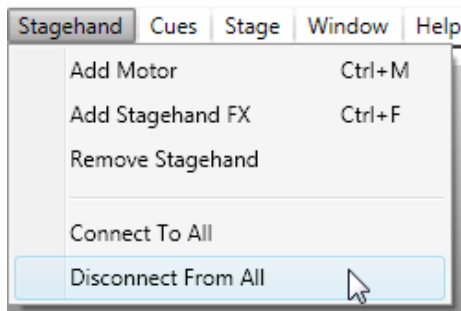 Stagehand Cues Stage Window Help
Add Motor Ctrl+M
Add Stagehand FX Ctrl+F
Remove Stagehand
Connect To All
Disconnect From All